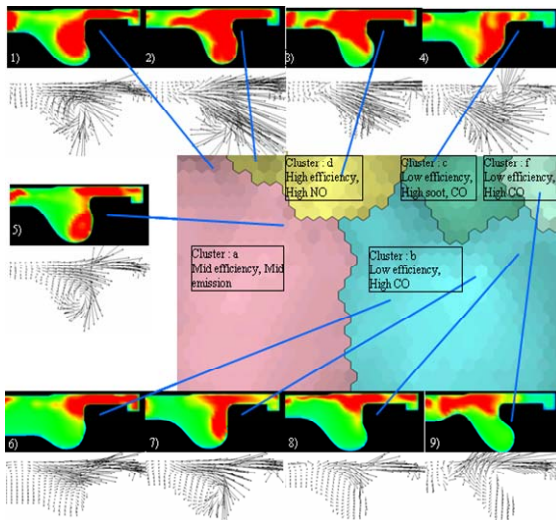 1)
2)
3)
4)
Cluster : d
High efficiency,
High NO
Cluster : c
Low efficiency,
High soot, CO
Cluster : f
Low efficiency,
High CO
5)
Cluster : a
Mid efficiency, Mid
emission
Cluster : b
Low efficiency,
High CO
6)
7)
8)
9)